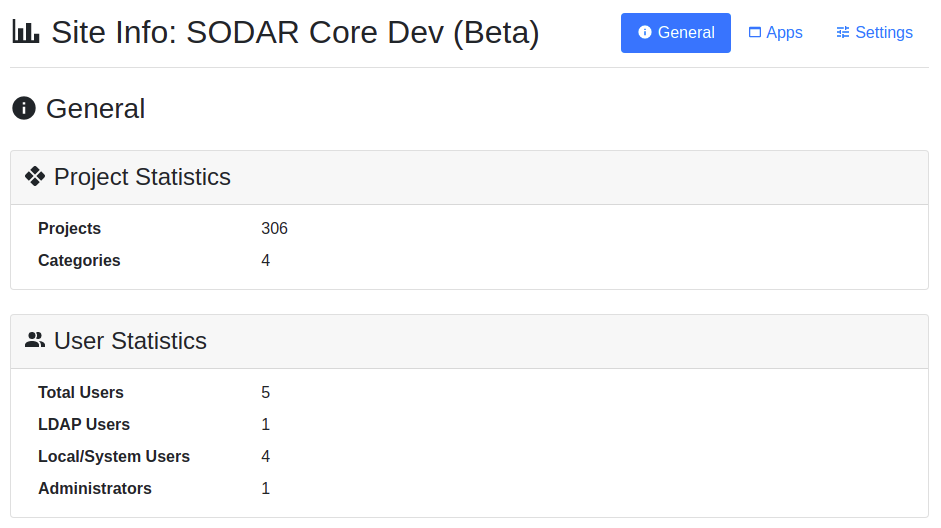 Site Info: SODAR Core Dev (Beta)
General Apps Settings
General
Project Statistics
Projects 306
Categories 4
User Statistics
Total Users 5
LDAP Users 1
Local/System Users 4
Administrators 1